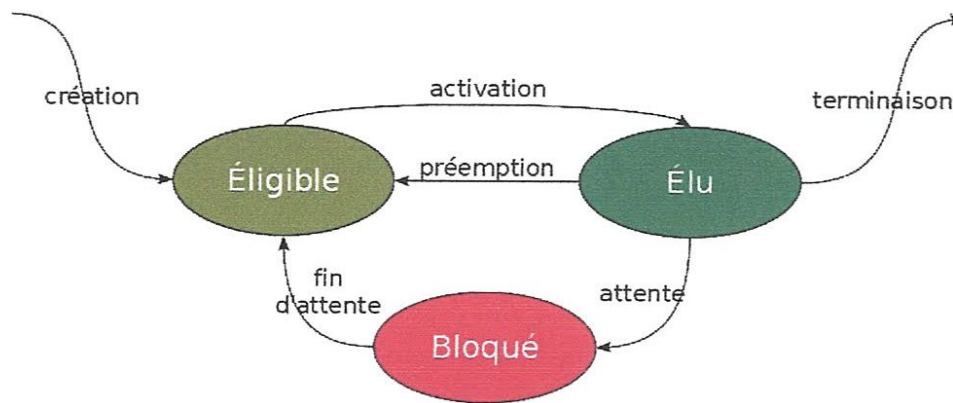 création
activation
terminaison
Éligible
préemption
Élu
fin
d'attente
attente
Bloqué